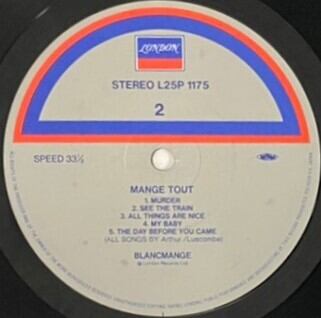 LONDON
STEREO L25P 1175
2
SPEED 33⅓
MANGE TOUT
1. MURDER
2. SEE THE TRAIN
3. ALL THINGS ARE NICE
4. MY BABY
5. THE DAY BEFORE YOU CAME
(ALL SONGS BY Arthur/Luscombe)
BLANCMANGE
℗ London Records Ltd.